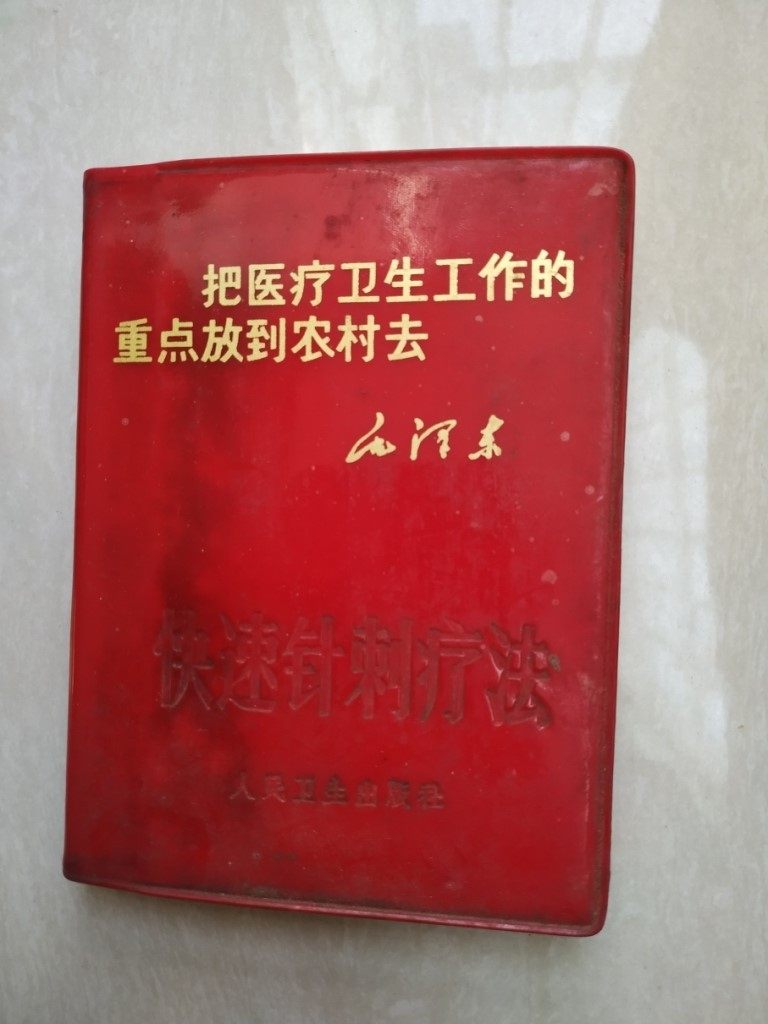 把医疗卫生工作的
重点放到农村去
毛泽东
快速针刺疗法
人民卫生出版社